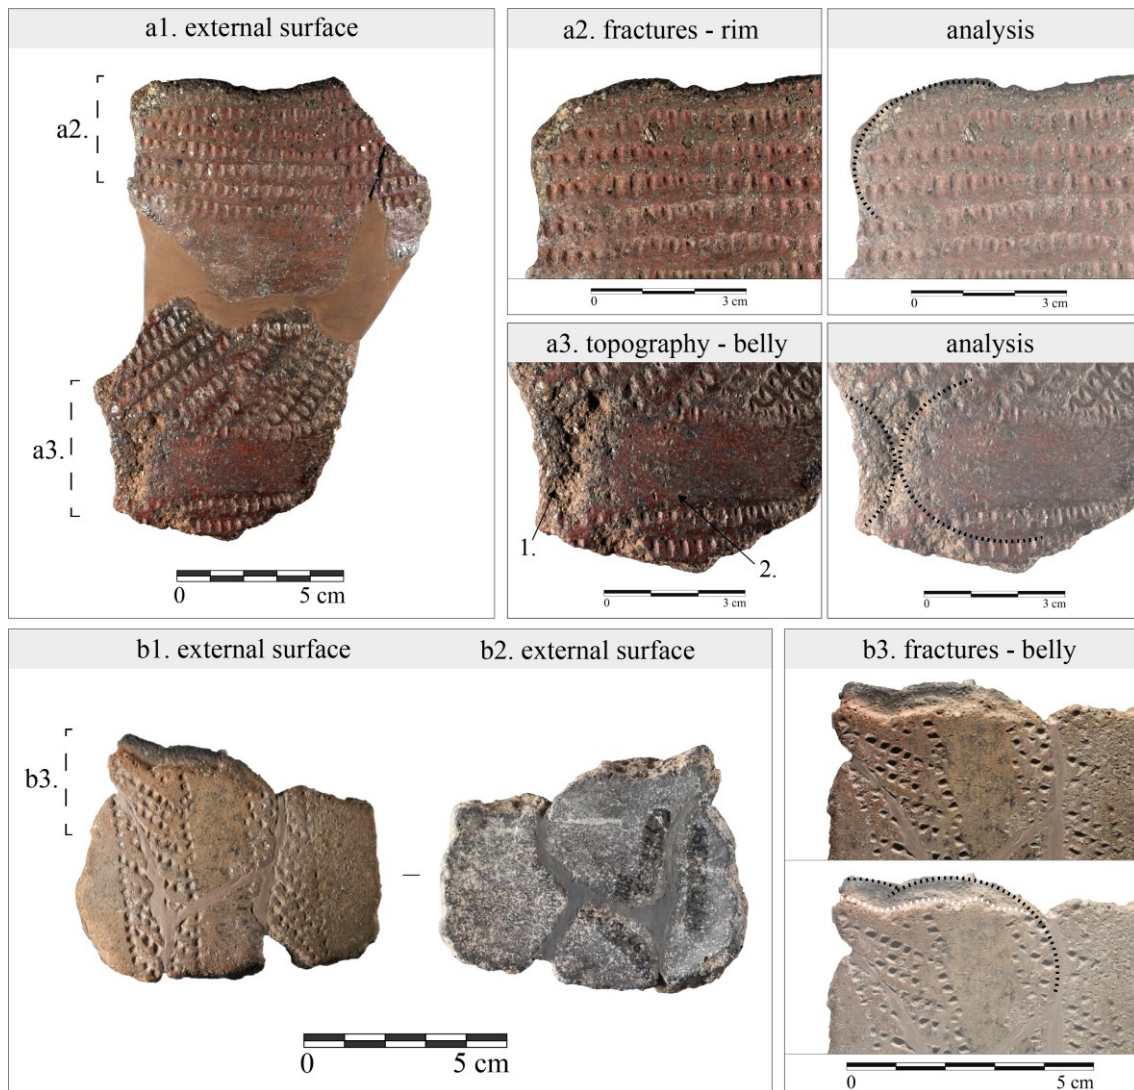 a1. external surface
a2.
a3.
0 5 cm
a2. fractures - rim
0 3 cm
analysis
0 3 cm
a3. topography - belly
1.
2.
0 3 cm
analysis
0 3 cm
b1. external surface
b2. external surface
b3.
0 5 cm
b3. fractures - belly
0 5 cm